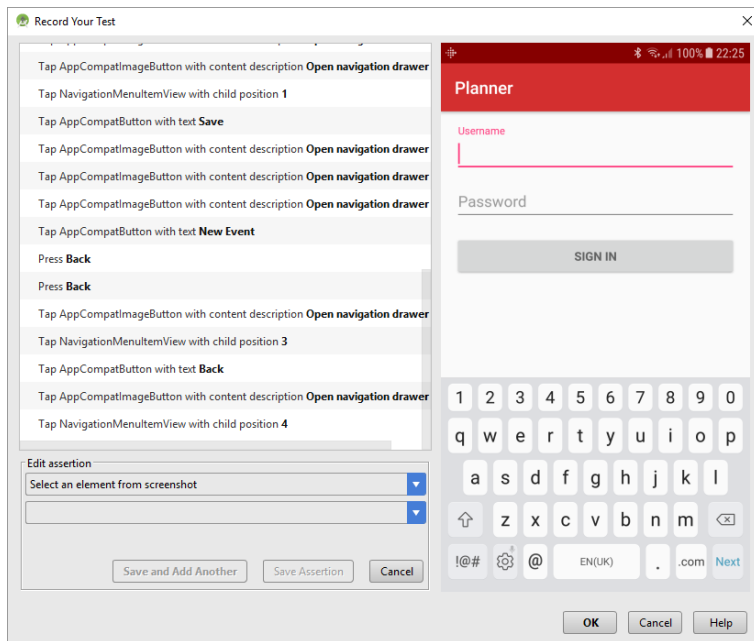 Record Your Test
Tap AppCompatImageButton with content description Open navigation drawer
Tap NavigationMenuItemView with child position 1
Tap AppCompatButton with text Save
Tap AppCompatImageButton with content description Open navigation drawer
Tap AppCompatImageButton with content description Open navigation drawer
Tap AppCompatImageButton with content description Open navigation drawer
Tap AppCompatButton with text New Event
Press Back
Press Back
Tap AppCompatImageButton with content description Open navigation drawer
Tap NavigationMenuItemView with child position 3
Tap AppCompatButton with text Back
Tap AppCompatImageButton with content description Open navigation drawer
Tap NavigationMenuItemView with child position 4
Edit assertion
Select an element from screenshot
Save and Add Another Save Assertion Cancel
100% 22:25
Planner
Username
Password
SIGN IN
1 2 3 4 5 6 7 8 9 0
q w e r t y u i o p
a s d f g h j k l
z x c v b n m
!@# @ EN(UK) . .com Next
OK Cancel Help